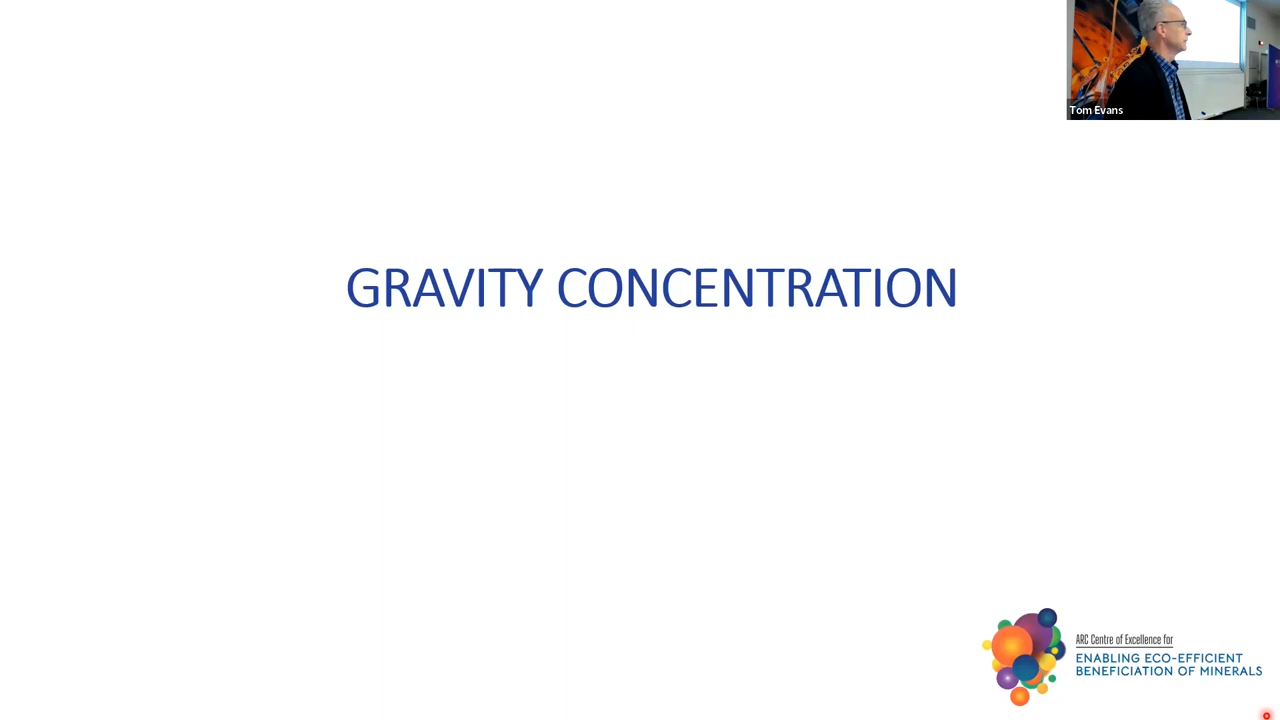 Tom Evans
GRAVITY CONCENTRATION
ARC Centre of Excellence for
ENABLING ECO-EFFICIENT
BENEFICIATION OF MINERALS